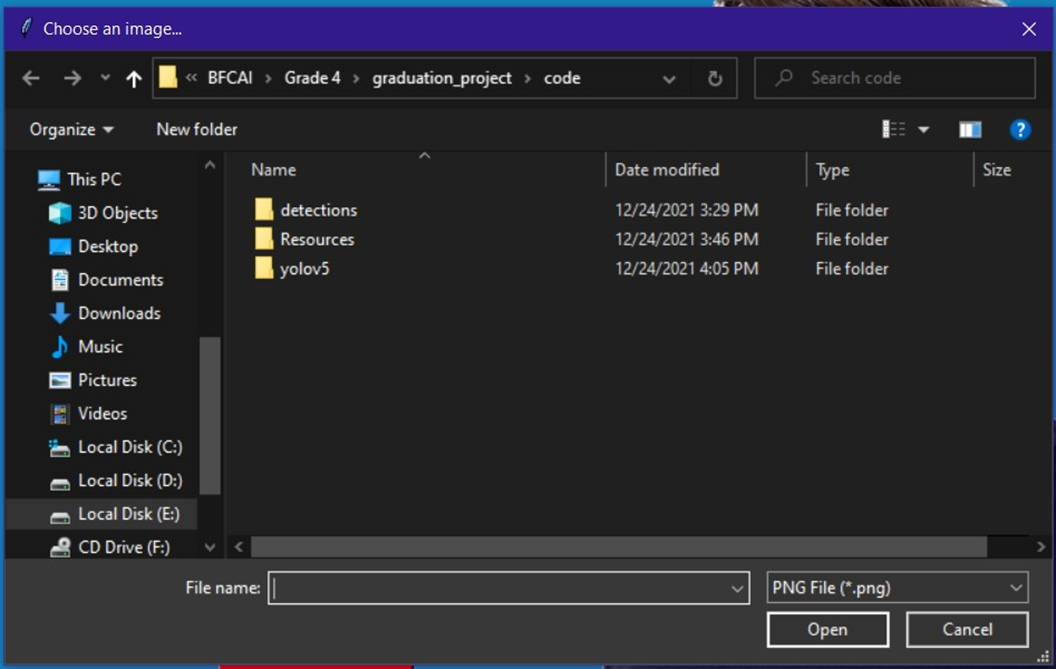 Choose an image...
« BFCAI > Grade 4 > graduation_project > code
Search code
Organize
New folder
?
Name Date modified Type Size
This PC
3D Objects
Desktop
Documents
Downloads
Music
Pictures
Videos
Local Disk (C:)
Local Disk (D:)
Local Disk (E:)
CD Drive (F:)
detections 12/24/2021 3:29 PM File folder
Resources 12/24/2021 3:46 PM File folder
yolov5 12/24/2021 4:05 PM File folder
File name:
PNG File (*.png)
Open Cancel